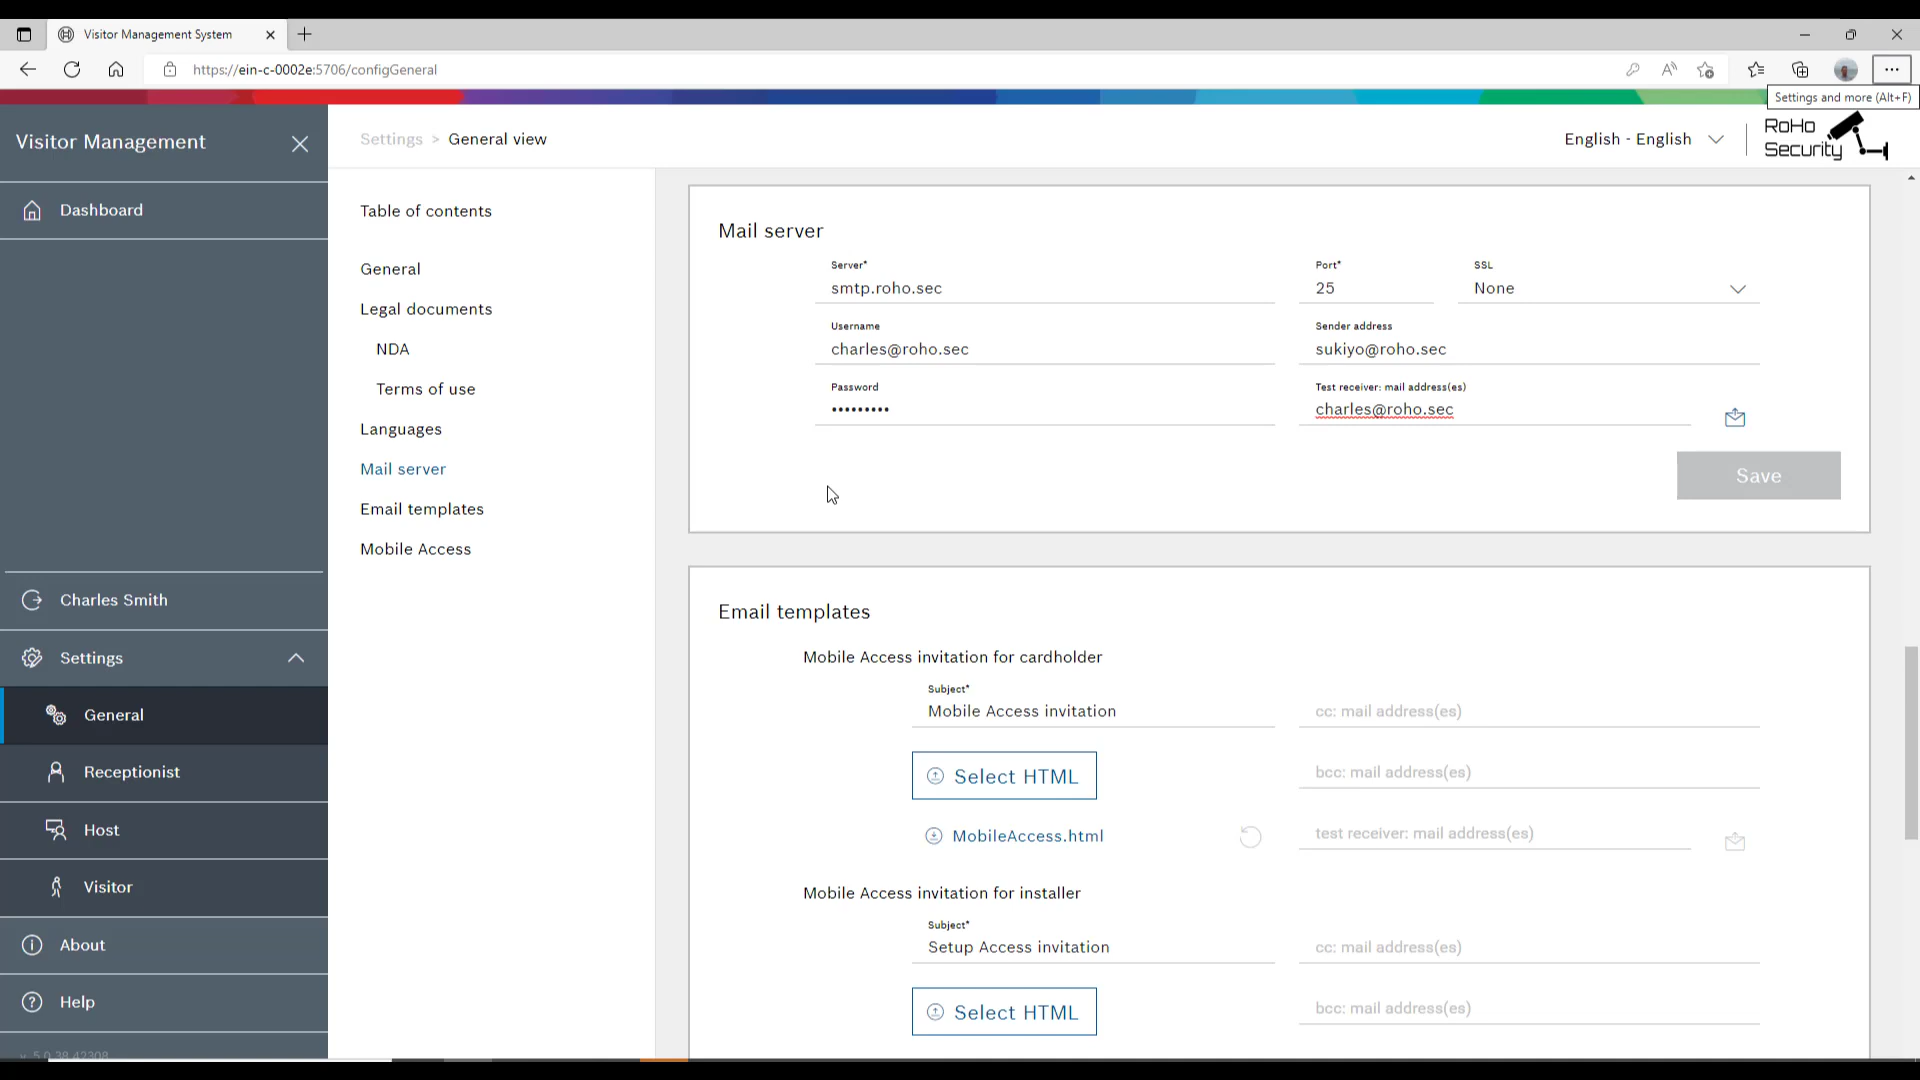 Visitor Management System
https://ein-c-0002e:5706/configGeneral
Settings and more (Alt+F)
Visitor Management
Settings > General view
English - English
RoHo
Security
Dashboard
Charles Smith
Settings
General
Receptionist
Host
Visitor
About
Help
v. 5.0.38.42308
Table of contents
General
Legal documents
NDA
Terms of use
Languages
Mail server
Email templates
Mobile Access
Mail server
Server*
smtp.roho.sec
Port*
25
SSL
None
Username
charles@roho.sec
Sender address
sukiyo@roho.sec
Password
•••••••••
Test receiver: mail address(es)
charles@roho.sec
Save
Email templates
Mobile Access invitation for cardholder
Subject*
Mobile Access invitation
cc: mail address(es)
Select HTML
bcc: mail address(es)
MobileAccess.html
test receiver: mail address(es)
Mobile Access invitation for installer
Subject*
Setup Access invitation
cc: mail address(es)
Select HTML
bcc: mail address(es)